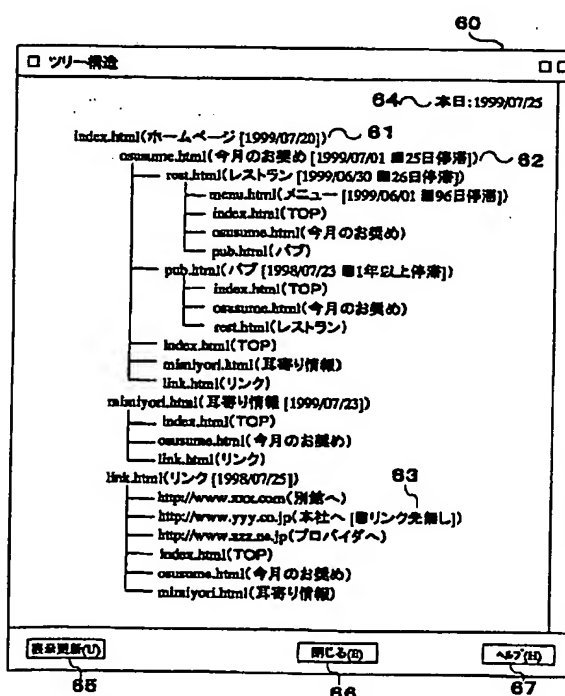 60
□ ツリー構造 □□
64 本日:1999/07/25
index.html(ホームページ [1999/07/20]) 61
osusume.html(今月のお奨め [1999/07/01 ■25日停滞]) 62
rest.html(レストラン [1999/06/30 ■26日停滞])
menu.html(メニュー [1999/06/01 ■96日停滞])
index.html(TOP)
osusume.html(今月のお奨め)
pub.html(パブ)
pub.html(パブ [1998/07/23 ■1年以上停滞])
index.html(TOP)
osusume.html(今月のお奨め)
rest.html(レストラン)
index.html(TOP)
mimiyori.html(耳寄り情報)
link.html(リンク)
mimiyori.html(耳寄り情報 [1999/07/23])
index.html(TOP)
osusume.html(今月のお奨め)
link.html(リンク)
link.html(リンク [1998/07/25])
63
http://www.xxx.com(別館へ)
http://www.yyy.co.jp(本社へ [■リンク先無し])
http://www.zzz.ne.jp(プロバイダへ)
index.html(TOP)
osusume.html(今月のお奨め)
mimiyori.html(耳寄り情報)
表示更新(U) 閉じる(E) ヘルプ(H)
65 66 67